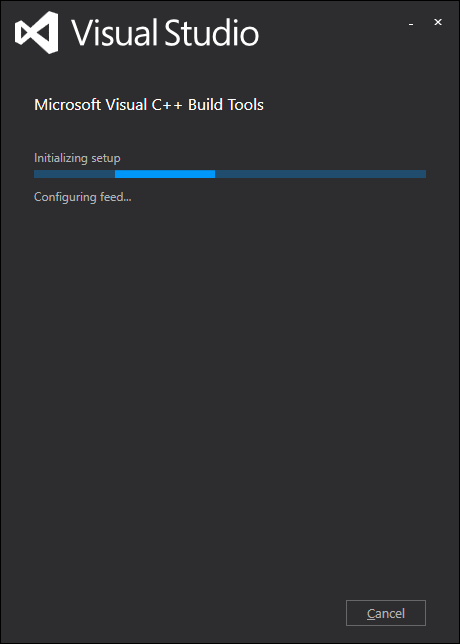 Visual Studio
Microsoft Visual C++ Build Tools
Initializing setup
Configuring feed...
Cancel